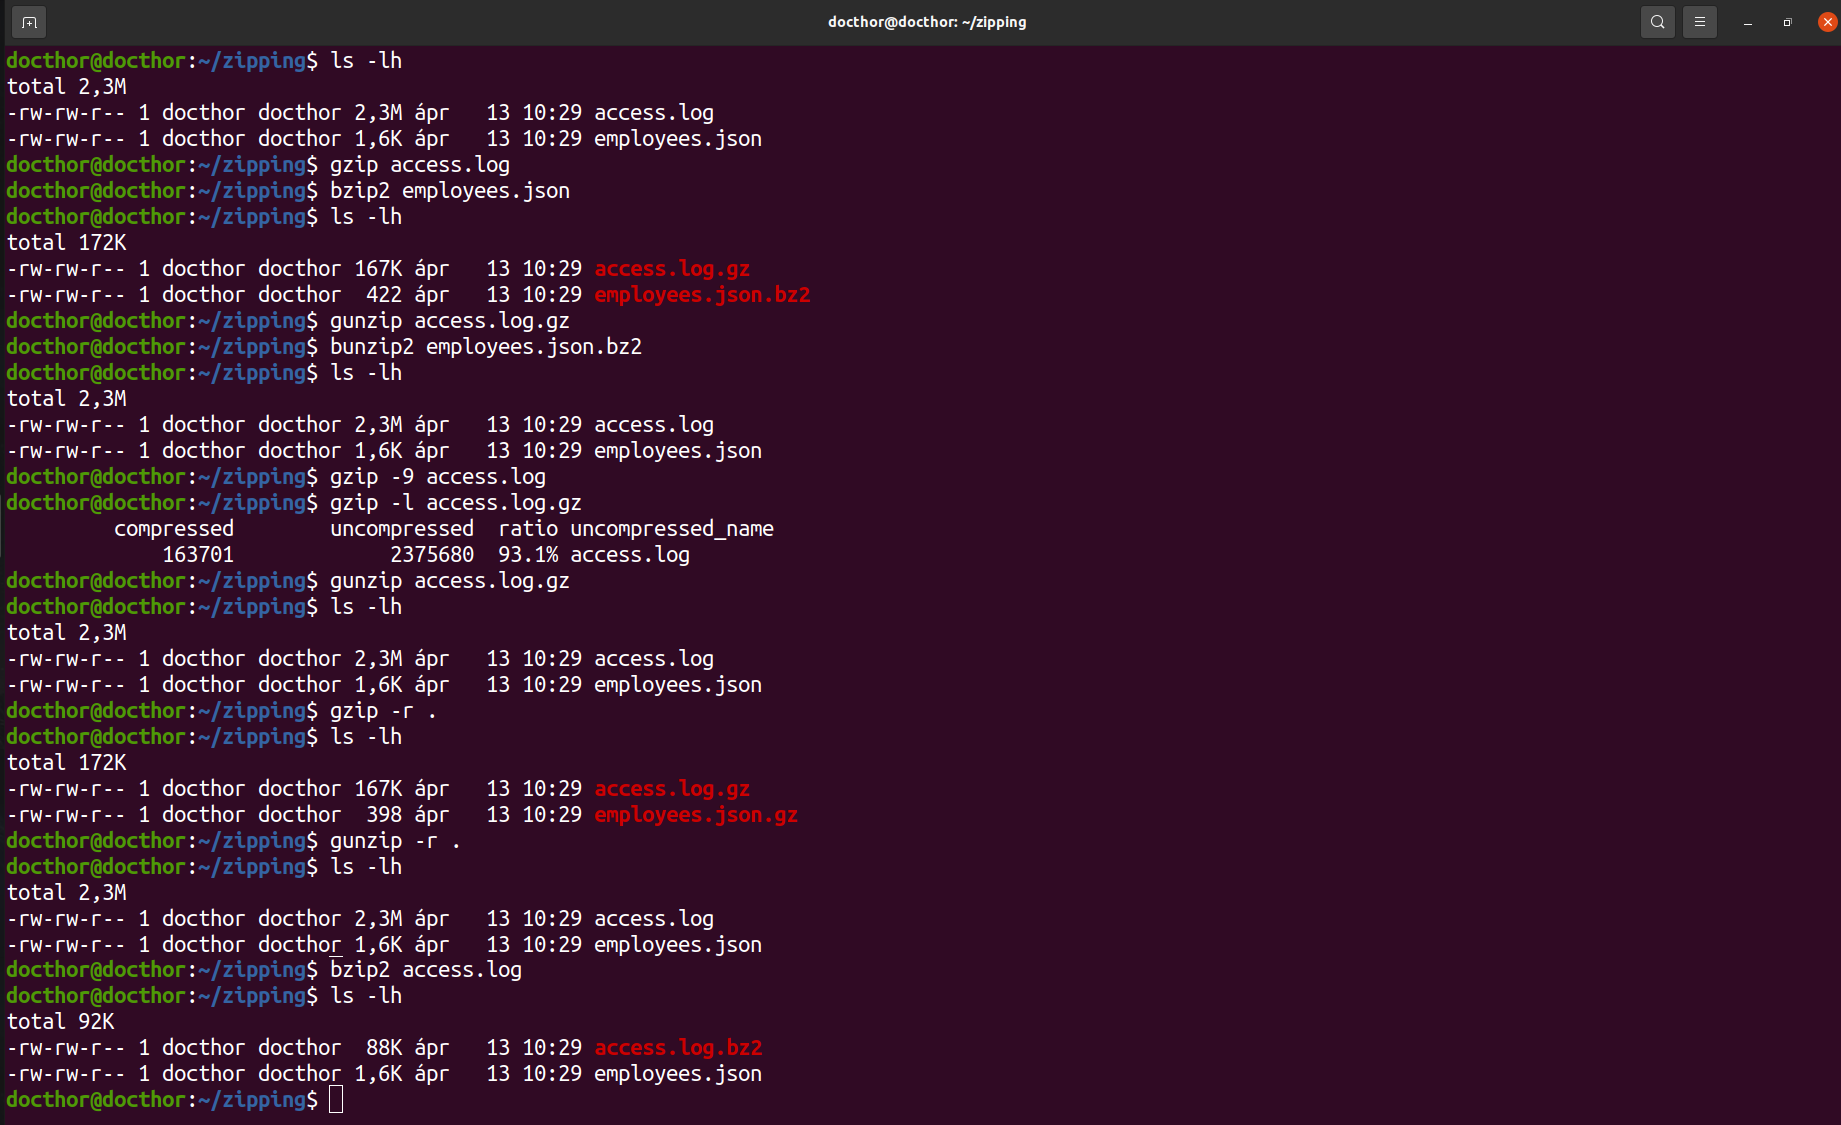 docthor@docthor: ~/zipping
docthor@docthor:~/zipping$ ls -lh
total 2,3M
-rw-rw-r-- 1 docthor docthor 2,3M ápr   13 10:29 access.log
-rw-rw-r-- 1 docthor docthor 1,6K ápr   13 10:29 employees.json
docthor@docthor:~/zipping$ gzip access.log
docthor@docthor:~/zipping$ bzip2 employees.json
docthor@docthor:~/zipping$ ls -lh
total 172K
-rw-rw-r-- 1 docthor docthor 167K ápr   13 10:29 access.log.gz
-rw-rw-r-- 1 docthor docthor  422 ápr   13 10:29 employees.json.bz2
docthor@docthor:~/zipping$ gunzip access.log.gz
docthor@docthor:~/zipping$ bunzip2 employees.json.bz2
docthor@docthor:~/zipping$ ls -lh
total 2,3M
-rw-rw-r-- 1 docthor docthor 2,3M ápr   13 10:29 access.log
-rw-rw-r-- 1 docthor docthor 1,6K ápr   13 10:29 employees.json
docthor@docthor:~/zipping$ gzip -9 access.log
docthor@docthor:~/zipping$ gzip -l access.log.gz
         compressed        uncompressed  ratio uncompressed_name
             163701             2375680  93.1% access.log
docthor@docthor:~/zipping$ gunzip access.log.gz
docthor@docthor:~/zipping$ ls -lh
total 2,3M
-rw-rw-r-- 1 docthor docthor 2,3M ápr   13 10:29 access.log
-rw-rw-r-- 1 docthor docthor 1,6K ápr   13 10:29 employees.json
docthor@docthor:~/zipping$ gzip -r .
docthor@docthor:~/zipping$ ls -lh
total 172K
-rw-rw-r-- 1 docthor docthor 167K ápr   13 10:29 access.log.gz
-rw-rw-r-- 1 docthor docthor  398 ápr   13 10:29 employees.json.gz
docthor@docthor:~/zipping$ gunzip -r .
docthor@docthor:~/zipping$ ls -lh
total 2,3M
-rw-rw-r-- 1 docthor docthor 2,3M ápr   13 10:29 access.log
-rw-rw-r-- 1 docthor docthor 1,6K ápr   13 10:29 employees.json
docthor@docthor:~/zipping$ bzip2 access.log
docthor@docthor:~/zipping$ ls -lh
total 92K
-rw-rw-r-- 1 docthor docthor  88K ápr   13 10:29 access.log.bz2
-rw-rw-r-- 1 docthor docthor 1,6K ápr   13 10:29 employees.json
docthor@docthor:~/zipping$